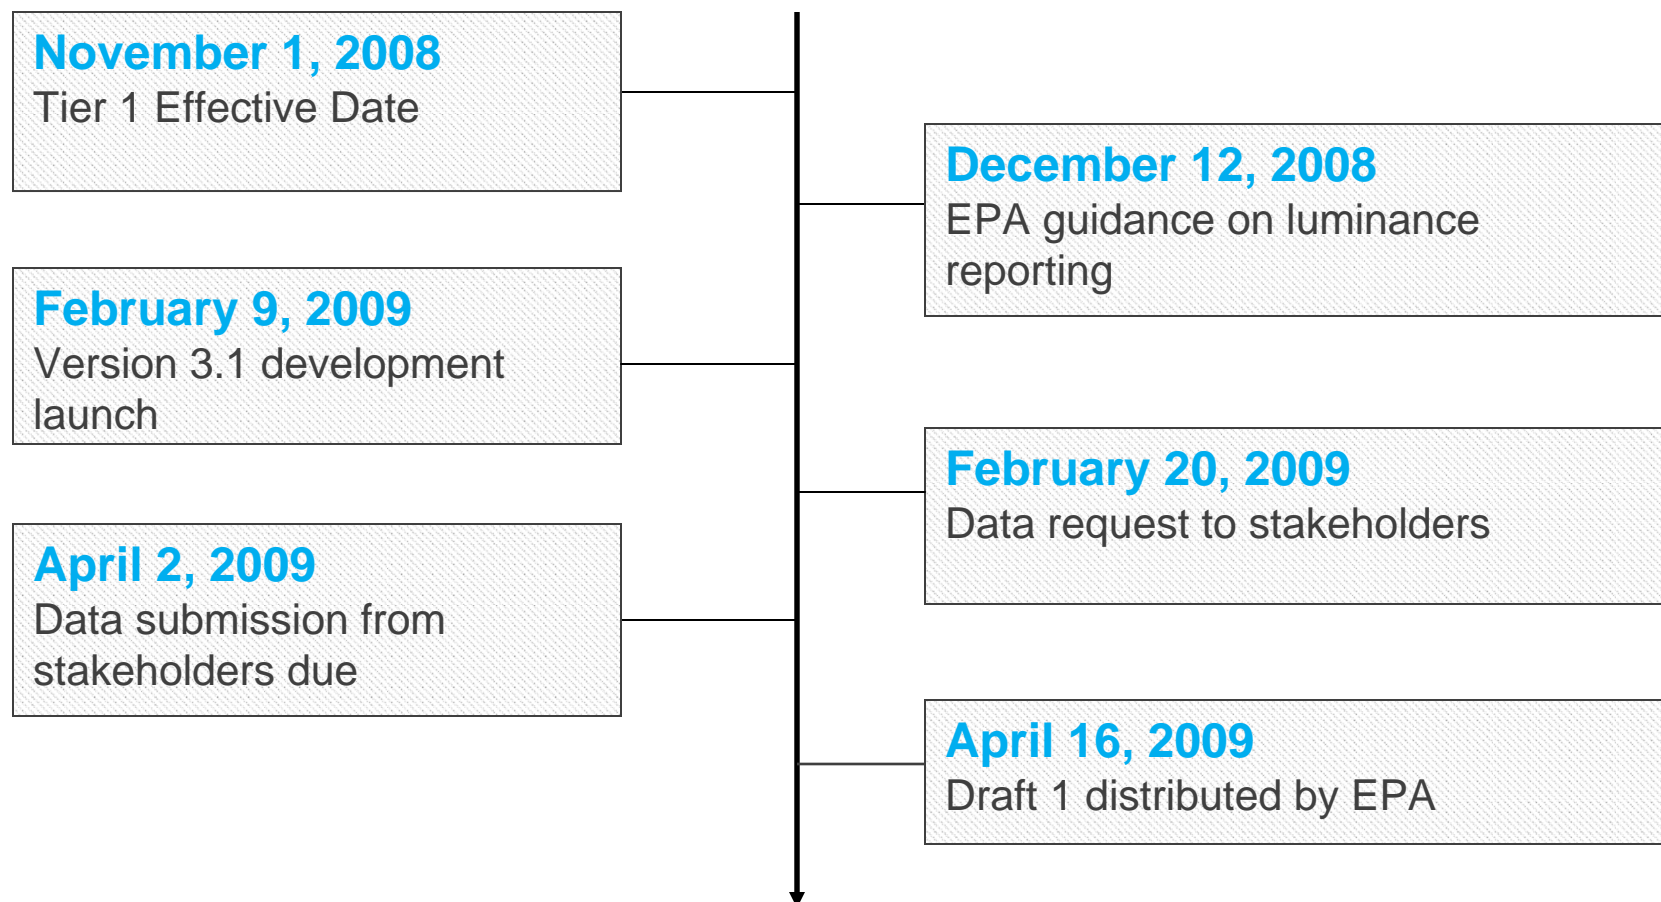 November 1, 2008
Tier 1 Effective Date
December 12, 2008
EPA guidance on luminance
reporting
February 9, 2009
Version 3.1 development
launch
February 20, 2009
Data request to stakeholders
April 2, 2009
Data submission from
stakeholders due
April 16, 2009
Draft 1 distributed by EPA